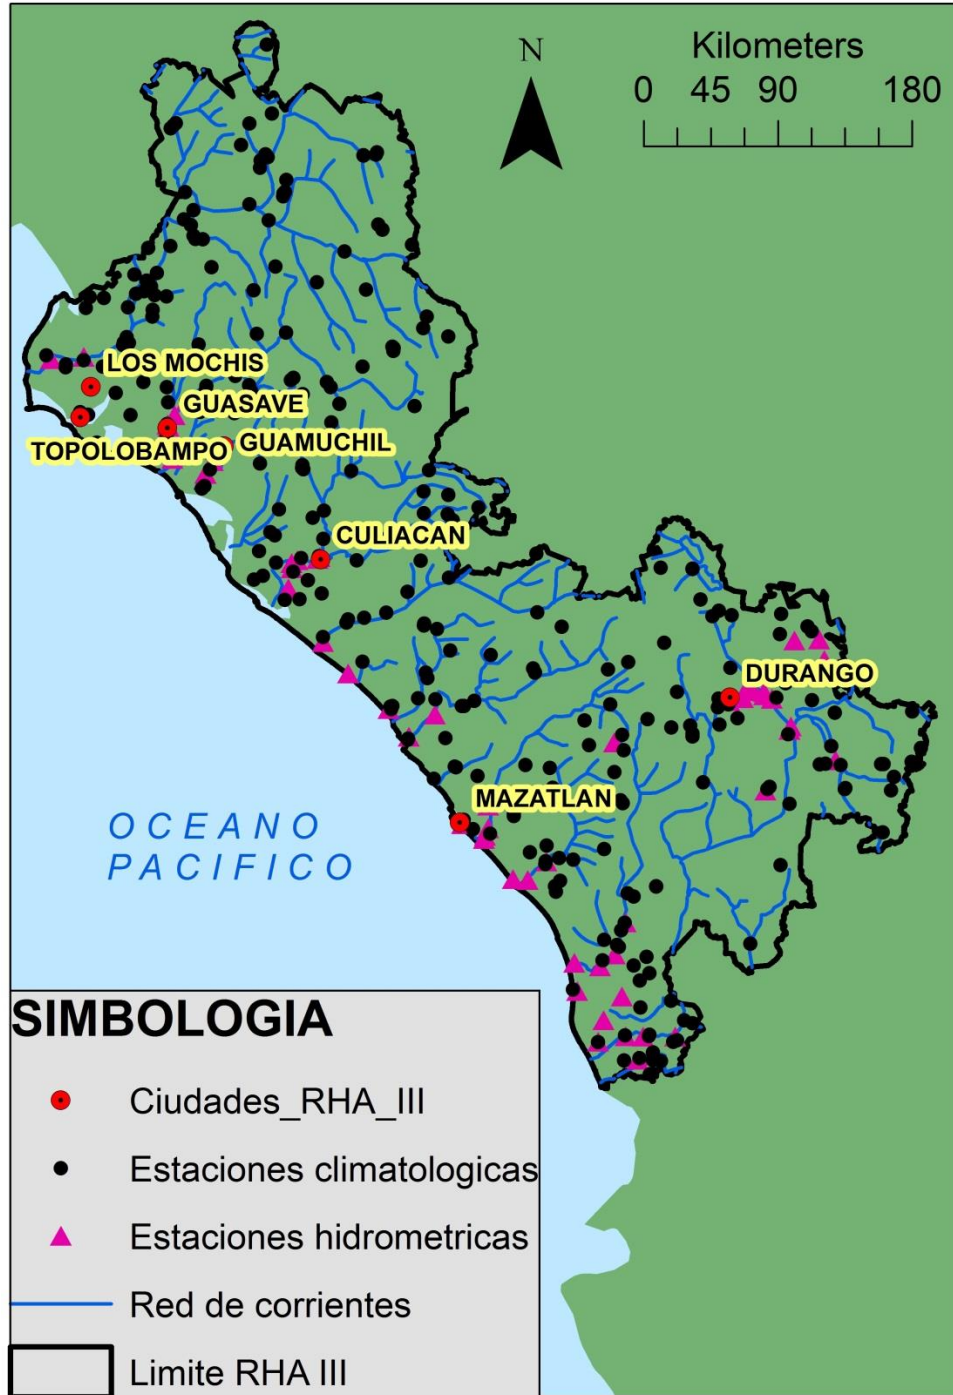 N
Kilometers
0 45 90 180
LOS MOCHIS
GUASAVE
GUAMUCHIL
TOPOLOBAMPO
CULIACAN
DURANGO
MAZATLAN
OCEANO
PACIFICO
SIMBOLOGIA
Ciudades_RHA_III
Estaciones climatologicas
Estaciones hidrometricas
Red de corrientes
Limite RHA III